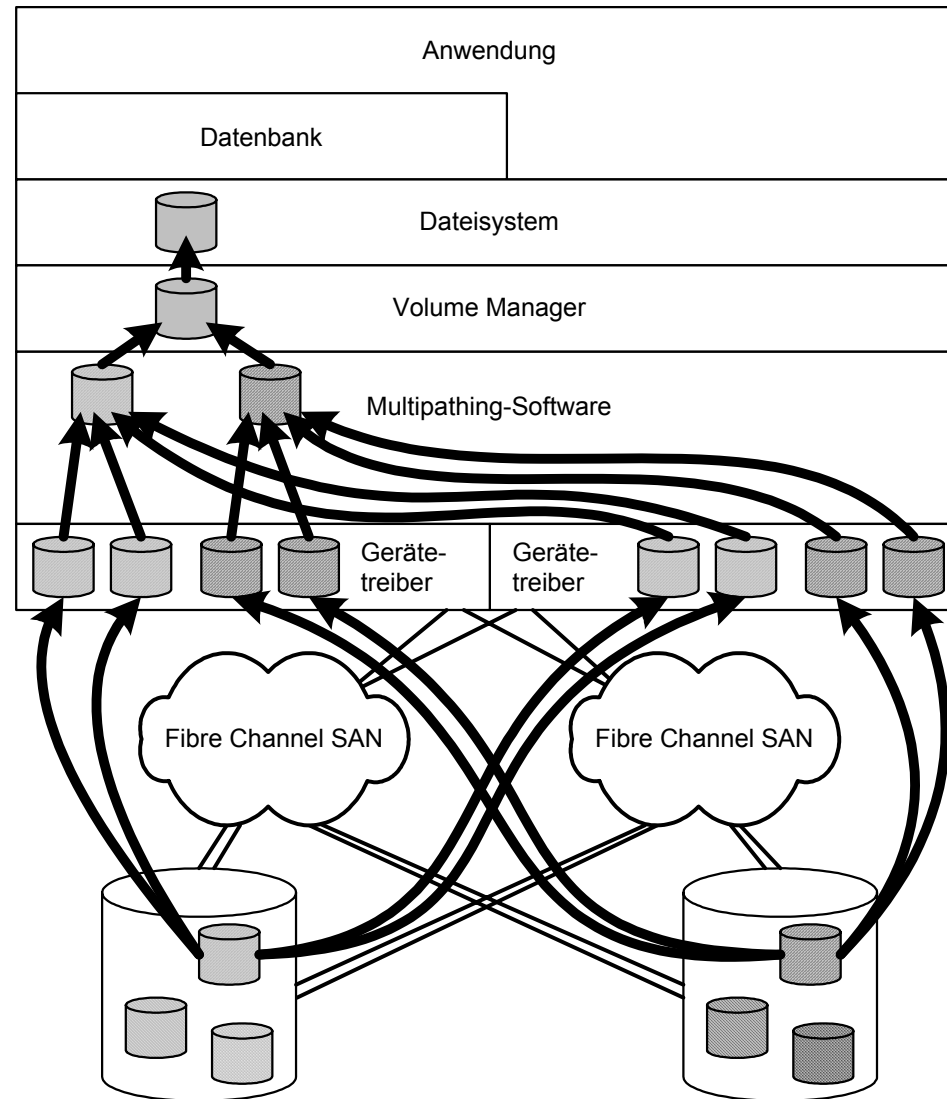 Anwendung
Datenbank
Dateisystem
Volume Manager
Multipathing-Software
Geräte-
treiber
Geräte-
treiber
Fibre Channel SAN
Fibre Channel SAN